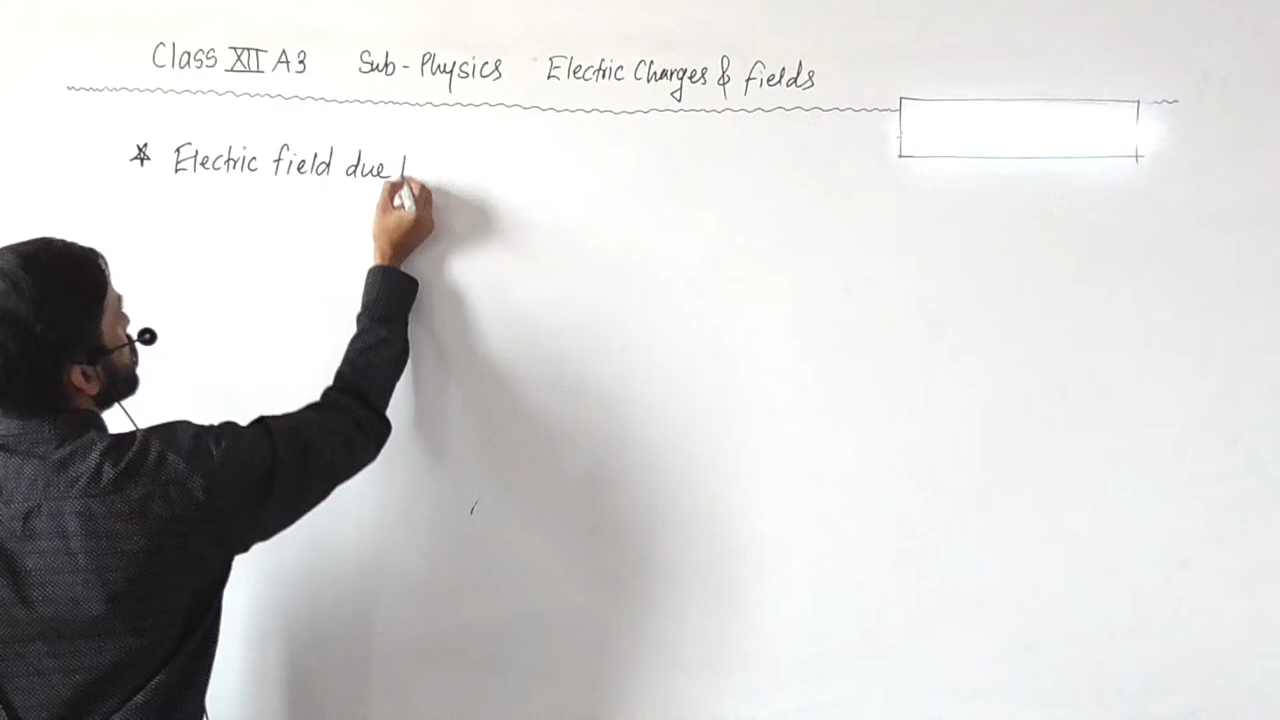 Class XII A3 Sub - Physics Electric Charges & fields
* Electric field due